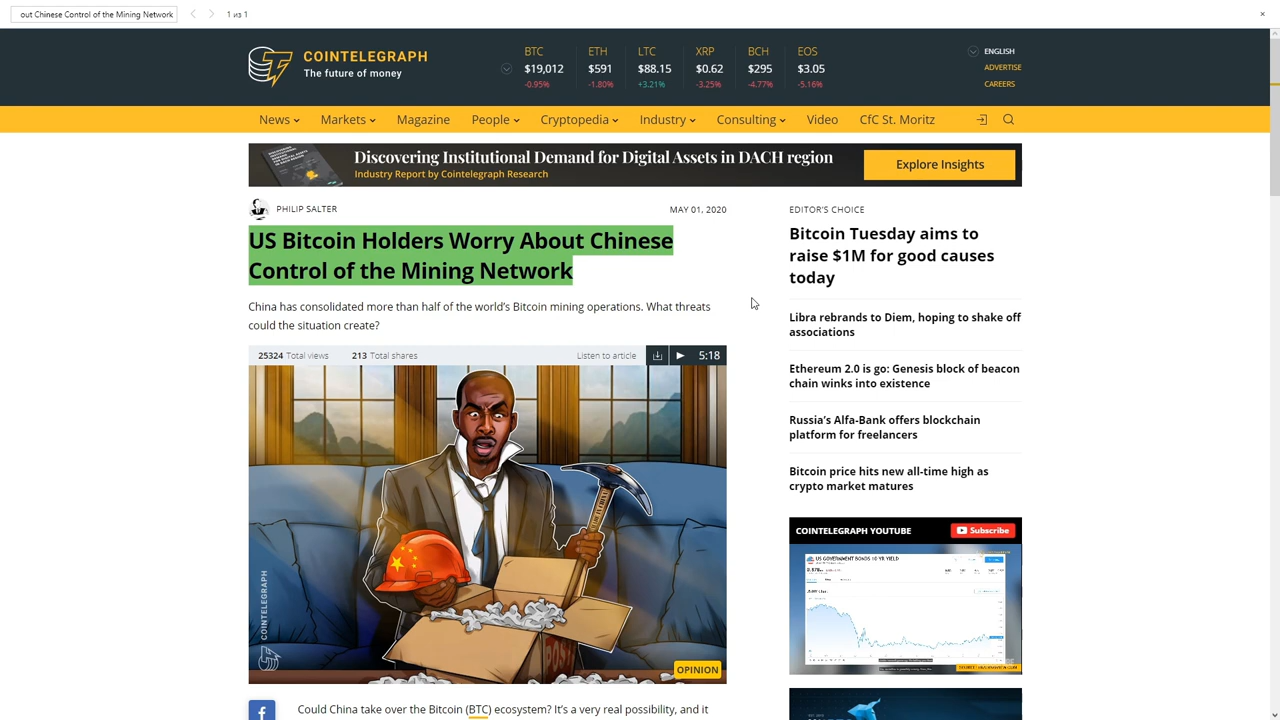 out Chinese Control of the Mining Network
1 из 1
COINTELEGRAPH
The future of money
BTC ETH LTC XRP BCH EOS
$19,012 $591 $88.15 $0.62 $295 $3.05
-0.95% -1.80% +3.21% -3.25% -4.77% -5.16%
ENGLISH
ADVERTISE
CAREERS
News Markets Magazine People Cryptopedia Industry Consulting Video CfC St. Moritz
Discovering Institutional Demand for Digital Assets in DACH region
Industry Report by Cointelegraph Research
Explore Insights
PHILIP SALTER
MAY 01, 2020
US Bitcoin Holders Worry About Chinese
Control of the Mining Network
China has consolidated more than half of the world's Bitcoin mining operations. What threats
could the situation create?
25324 Total views 213 Total shares Listen to article 5:18
COINTELEGRAPH
OPINION
Could China take over the Bitcoin (BTC) ecosystem? It's a very real possibility, and it
EDITOR'S CHOICE
Bitcoin Tuesday aims to
raise $1M for good causes
today
Libra rebrands to Diem, hoping to shake off
associations
Ethereum 2.0 is go: Genesis block of beacon
chain winks into existence
Russia's Alfa-Bank offers blockchain
platform for freelancers
Bitcoin price hits new all-time high as
crypto market matures
COINTELEGRAPH YOUTUBE
Subscribe
US GOVERNMENT BONDS 10 YR YIELD